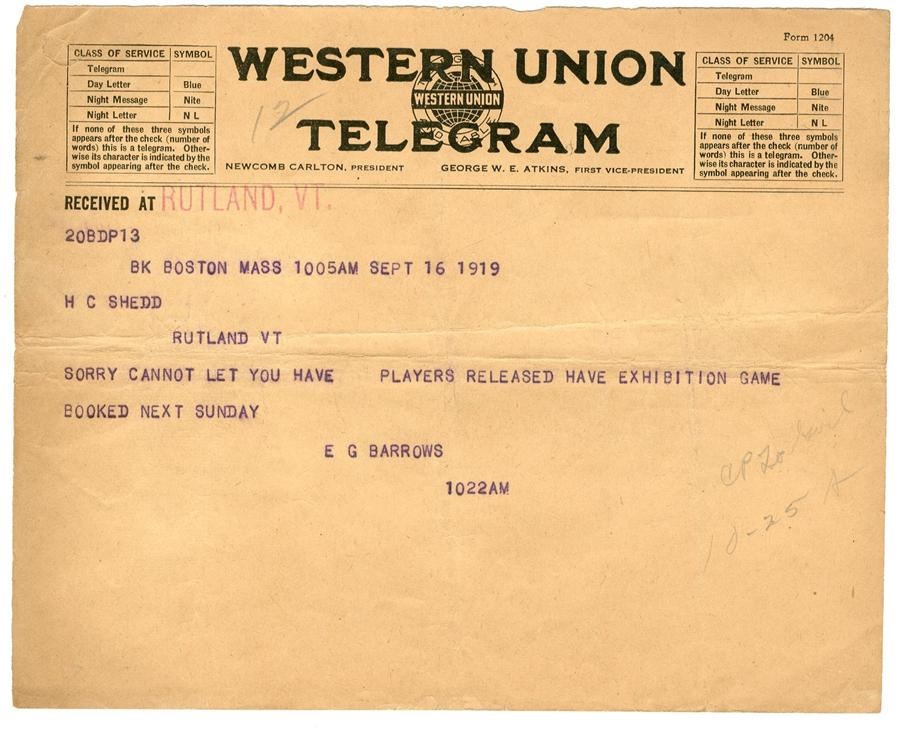 Form 1204
CLASS OF SERVICE SYMBOL
Telegram
Day Letter Blue
Night Message Nite
Night Letter N L
If none of these three symbols
appears after the check (number of
words) this is a telegram. Other-
wise its character is indicated by the
symbol appearing after the check.
WESTERN UNION
WESTERN UNION
TELEGRAM
12
NEWCOMB CARLTON, PRESIDENT GEORGE W. E. ATKINS, FIRST VICE-PRESIDENT
CLASS OF SERVICE SYMBOL
Telegram
Day Letter Blue
Night Message Nite
Night Letter N L
If none of these three symbols
appears after the check (number of
words) this is a telegram. Other-
wise its character is indicated by the
symbol appearing after the check.
RECEIVED AT RUTLAND, VT.
20BDP13
BK BOSTON MASS 1005AM SEPT 16 1919
H C SHEDD
RUTLAND VT
SORRY CANNOT LET YOU HAVE PLAYERS RELEASED HAVE EXHIBITION GAME
BOOKED NEXT SUNDAY
E G BARROWS
1022AM
10-25 A